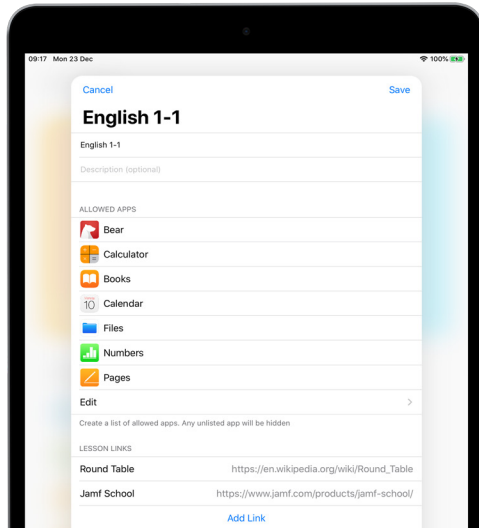 09:17 Mon 23 Dec 100%
Cancel Save
English 1-1
English 1-1
Description (optional)
ALLOWED APPS
Bear
Calculator
Books
10 Calendar
Files
Numbers
Pages
Edit
Create a list of allowed apps. Any unlisted app will be hidden
LESSON LINKS
Round Table https://en.wikipedia.org/wiki/Round_Table
Jamf School https://www.jamf.com/products/jamf-school/
Add Link